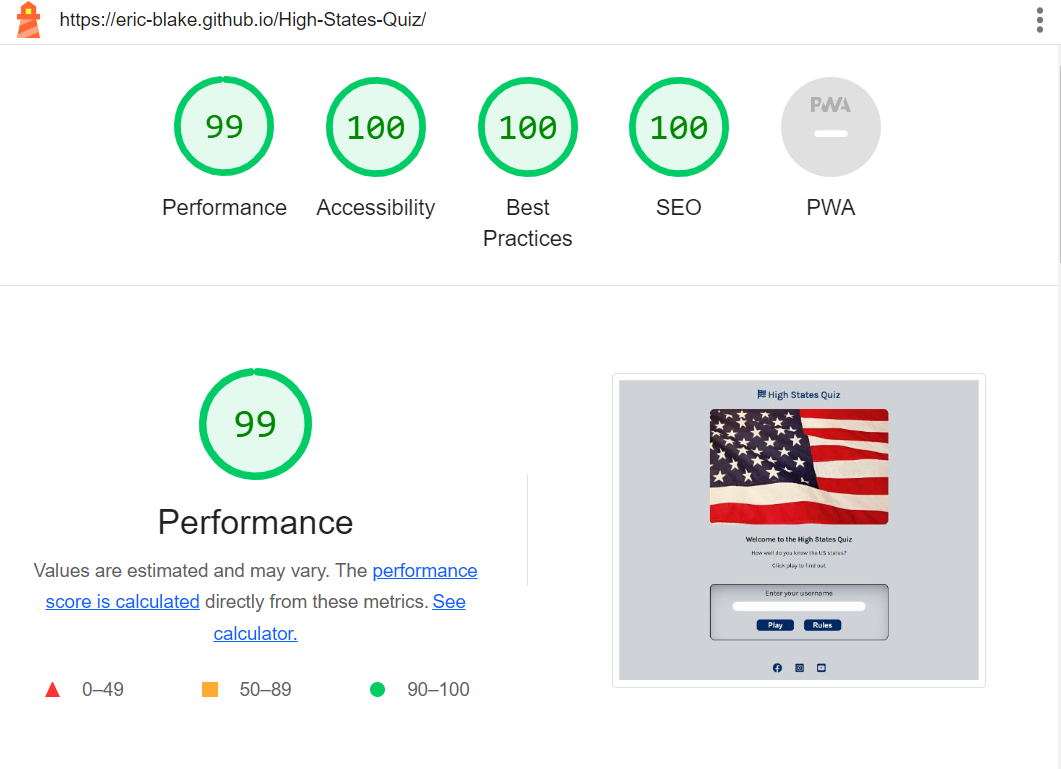 https://eric-blake.github.io/High-States-Quiz/
99
100
100
100
PWA
Performance
Accessibility
Best
Practices
SEO
PWA
99
Performance
Values are estimated and may vary. The performance
score is calculated directly from these metrics. See
calculator.
0–49
50–89
90–100
High States Quiz
Welcome to the High States Quiz
How well do you know the US states?
Click play to find out
Enter your username
Play
Rules